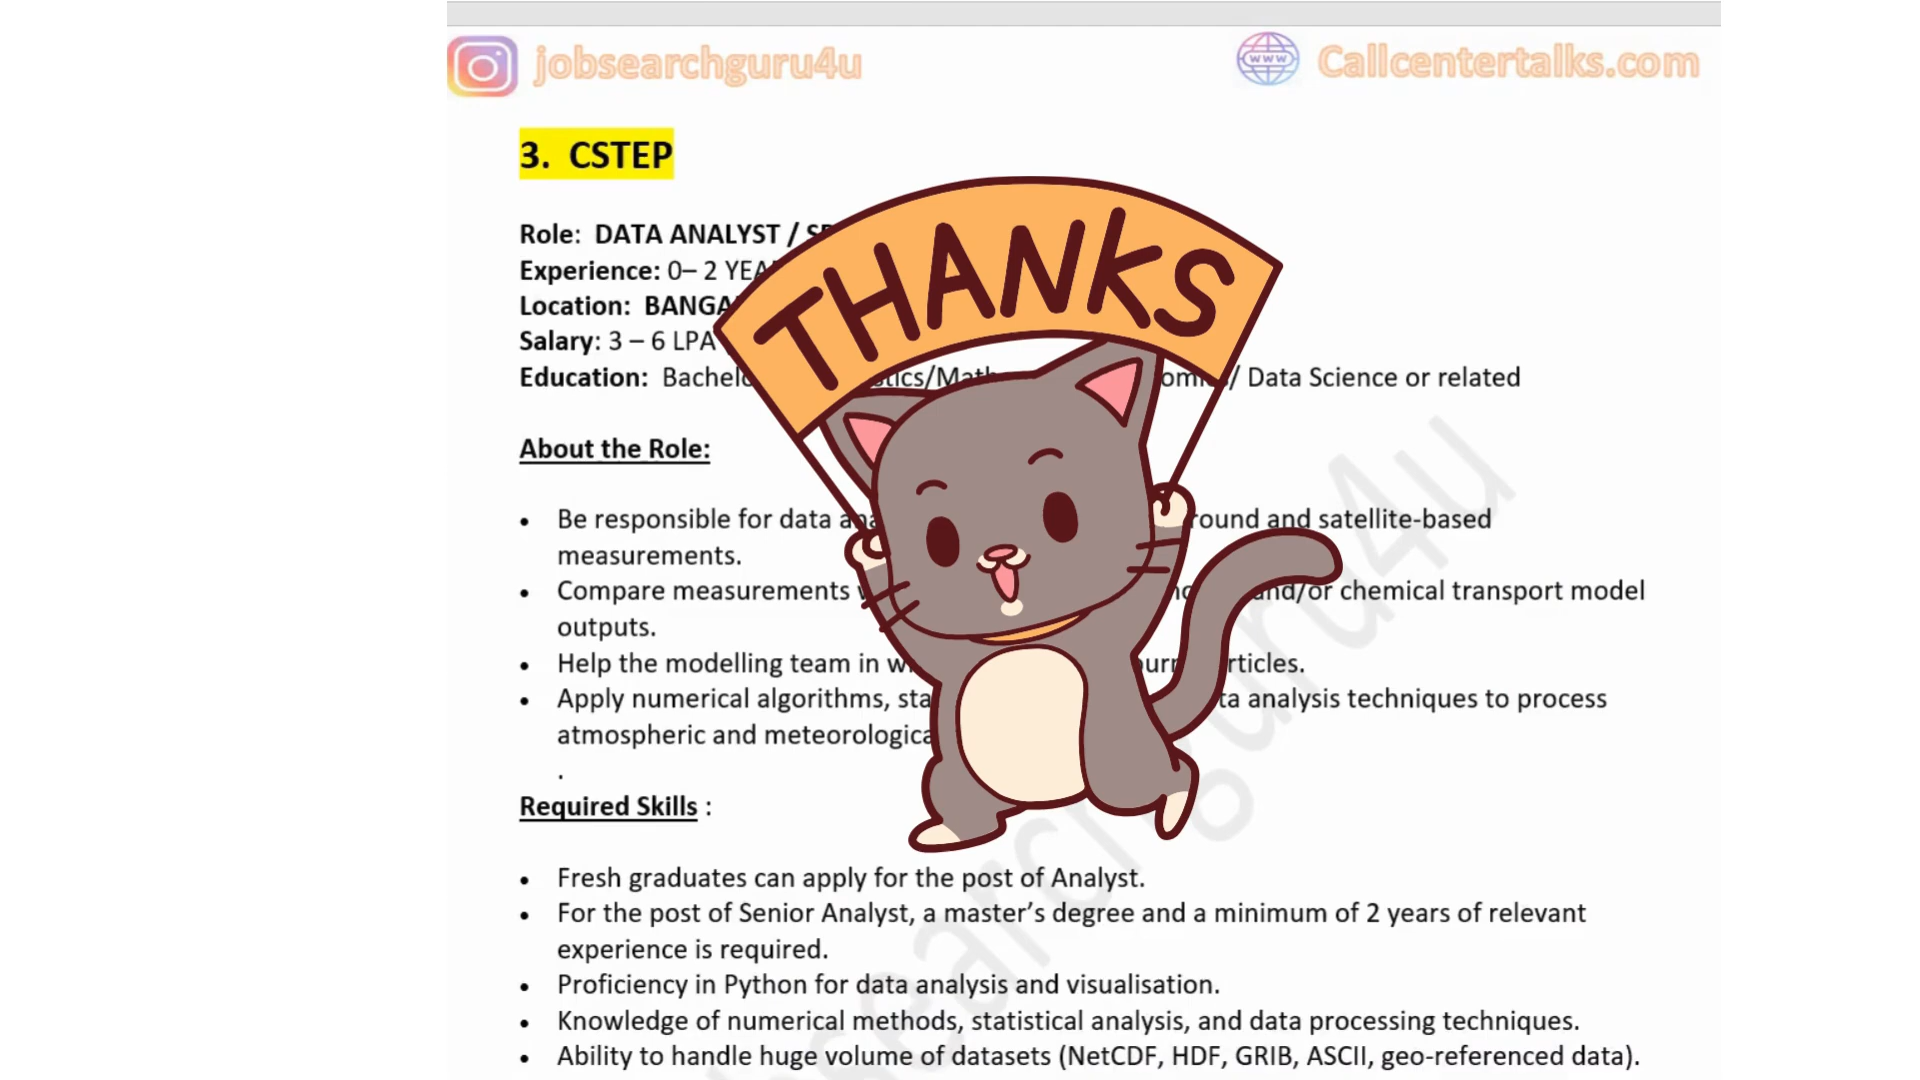 jobsearchguru4u
www
Callcentertalks.com
3. CSTEP
THANKS
Role: DATA ANALYST /
Experience: 0– 2
Location:
Salary: 3 – 6 LPA
Education: Data Science or related
About the Role:
• Be responsible for data and satellite-based
measurements.
• Compare measurements and/or chemical transport model
outputs.
• Help the modelling team in
• Apply numerical algorithms, analysis techniques to process
atmospheric and
.
Required Skills :
• Fresh graduates can apply for the post of Analyst.
• For the post of Senior Analyst, a master’s degree and a minimum of 2 years of relevant
experience is required.
• Proficiency in Python for data analysis and visualisation.
• Knowledge of numerical methods, statistical analysis, and data processing techniques.
• Ability to handle huge volume of datasets (NetCDF, HDF, GRIB, ASCII, geo-referenced data).
jobsearchguru4u